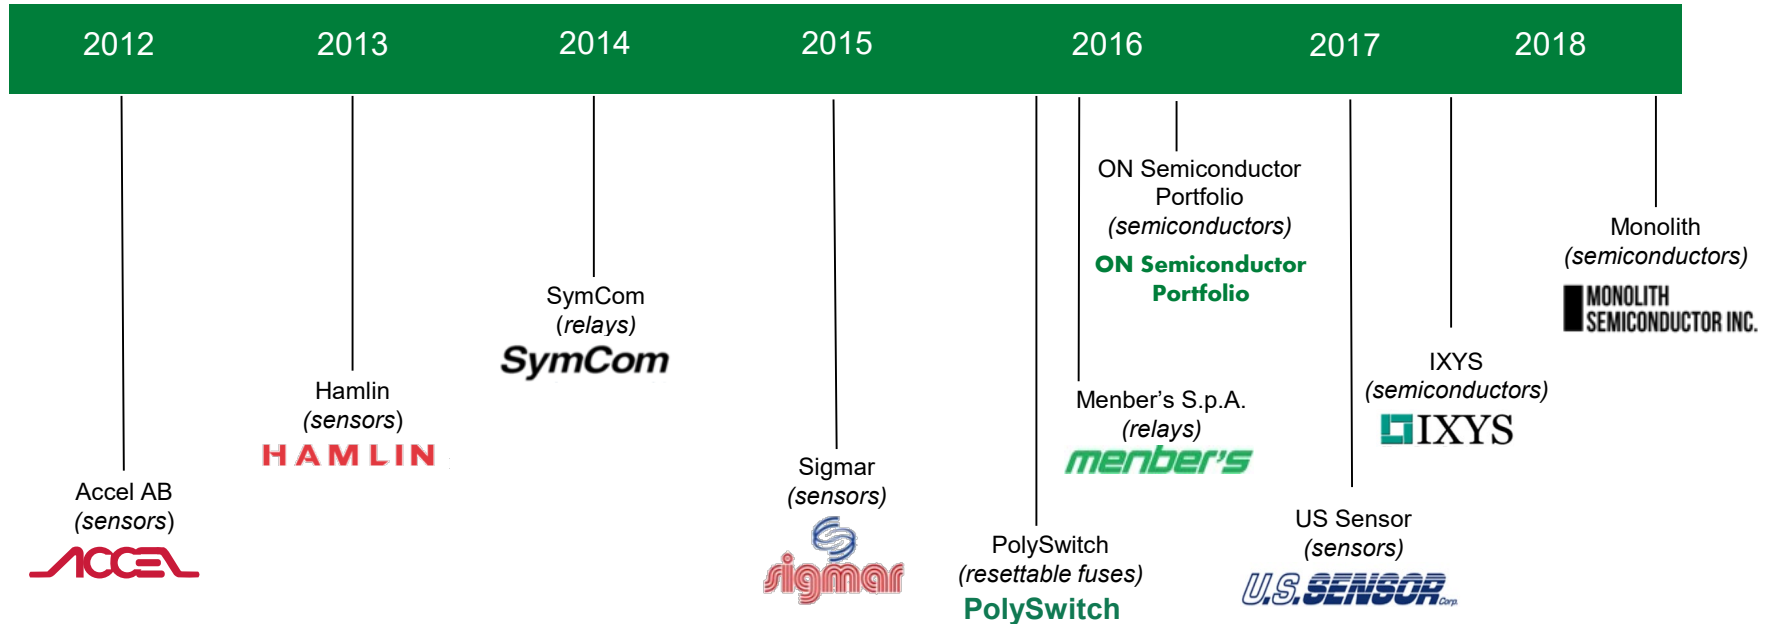 2012
2013
2014
2015
2016
2017
2018
Accel AB
(sensors)
ACCEL
Hamlin
(sensors)
HAMLIN
SymCom
(relays)
SymCom
Sigmar
(sensors)
sigmar
PolySwitch
(resettable fuses)
PolySwitch
Menber's S.p.A.
(relays)
menber's
ON Semiconductor
Portfolio
(semiconductors)
ON Semiconductor
Portfolio
US Sensor
(sensors)
U.S. SENSOR Corp.
IXYS
(semiconductors)
IXYS
Monolith
(semiconductors)
MONOLITH
SEMICONDUCTOR INC.